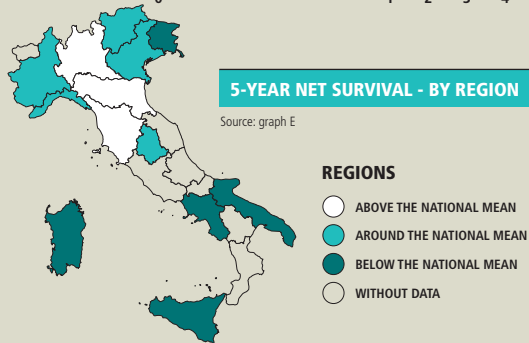 5-YEAR NET SURVIVAL - BY REGION
Source: graph E
REGIONS
ABOVE THE NATIONAL MEAN
AROUND THE NATIONAL MEAN
BELOW THE NATIONAL MEAN
WITHOUT DATA